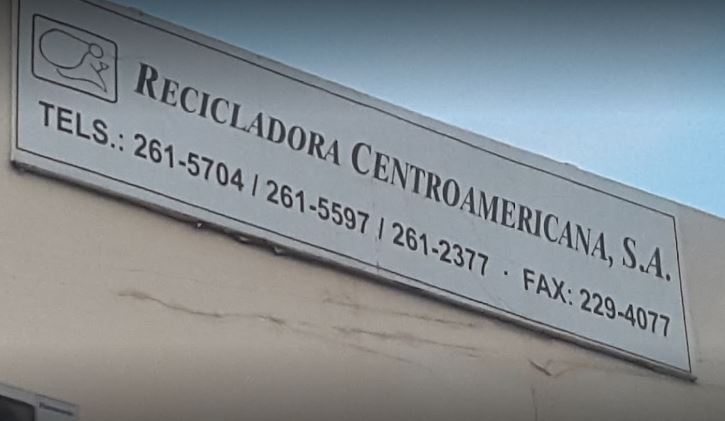 RECICLADORA CENTROAMERICANA, S.A.
TELS.: 261-5704 / 261-5597 / 261-2377 · FAX: 229-4077